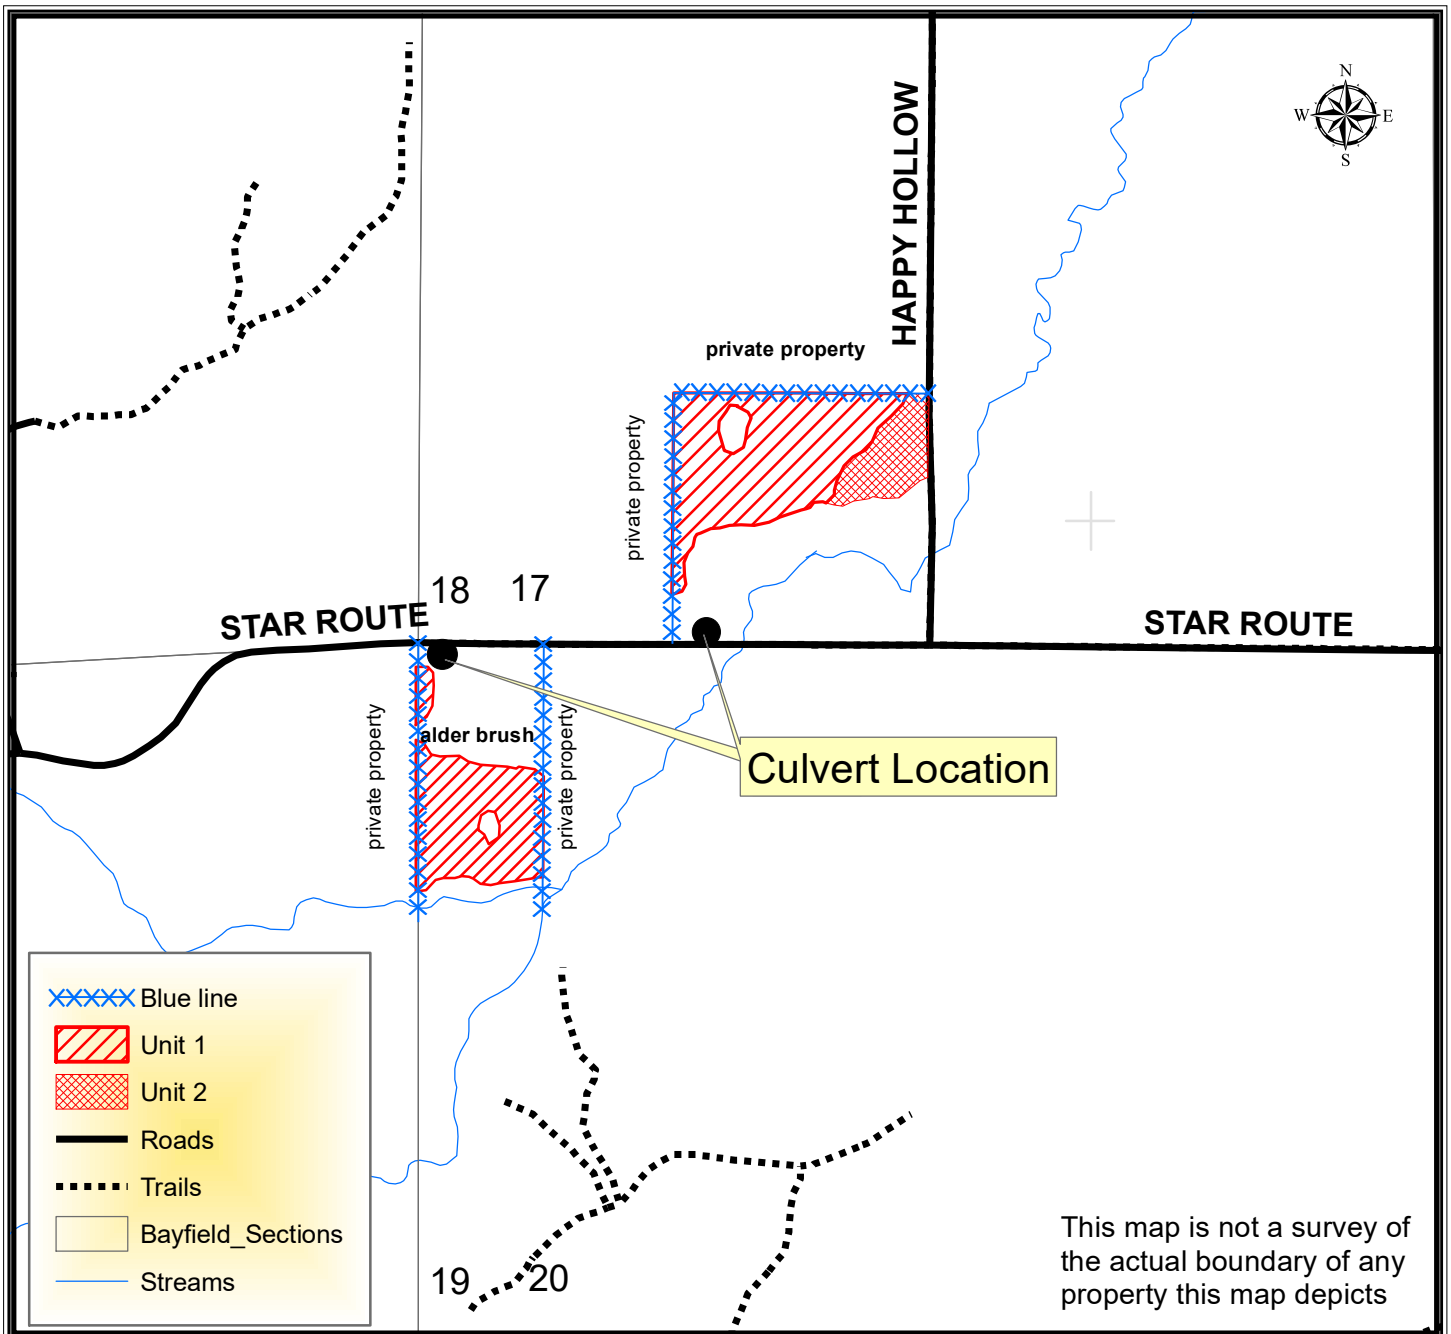 N
W E
S
HAPPY HOLLOW
private property
private property
18 17
STAR ROUTE
STAR ROUTE
private property
alder brush
private property
Culvert Location
Blue line
Unit 1
Unit 2
Roads
Trails
Bayfield_Sections
Streams
19 20
This map is not a survey of
the actual boundary of any
property this map depicts